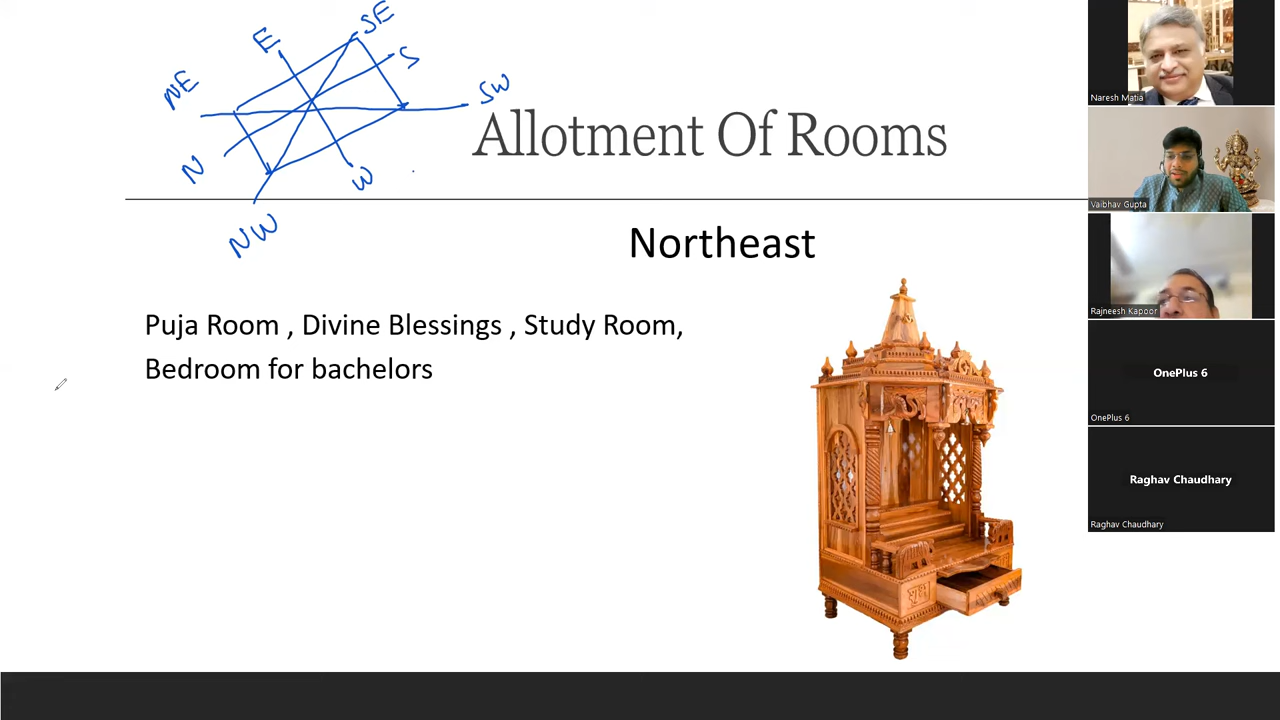 SE
E
S
NE
SW
N
W
NW
Allotment Of Rooms
Northeast
Puja Room , Divine Blessings , Study Room,
Bedroom for bachelors
Naresh Matia
Vaibhav Gupta
Rajneesh Kapoor
OnePlus 6
OnePlus 6
Raghav Chaudhary
Raghav Chaudhary